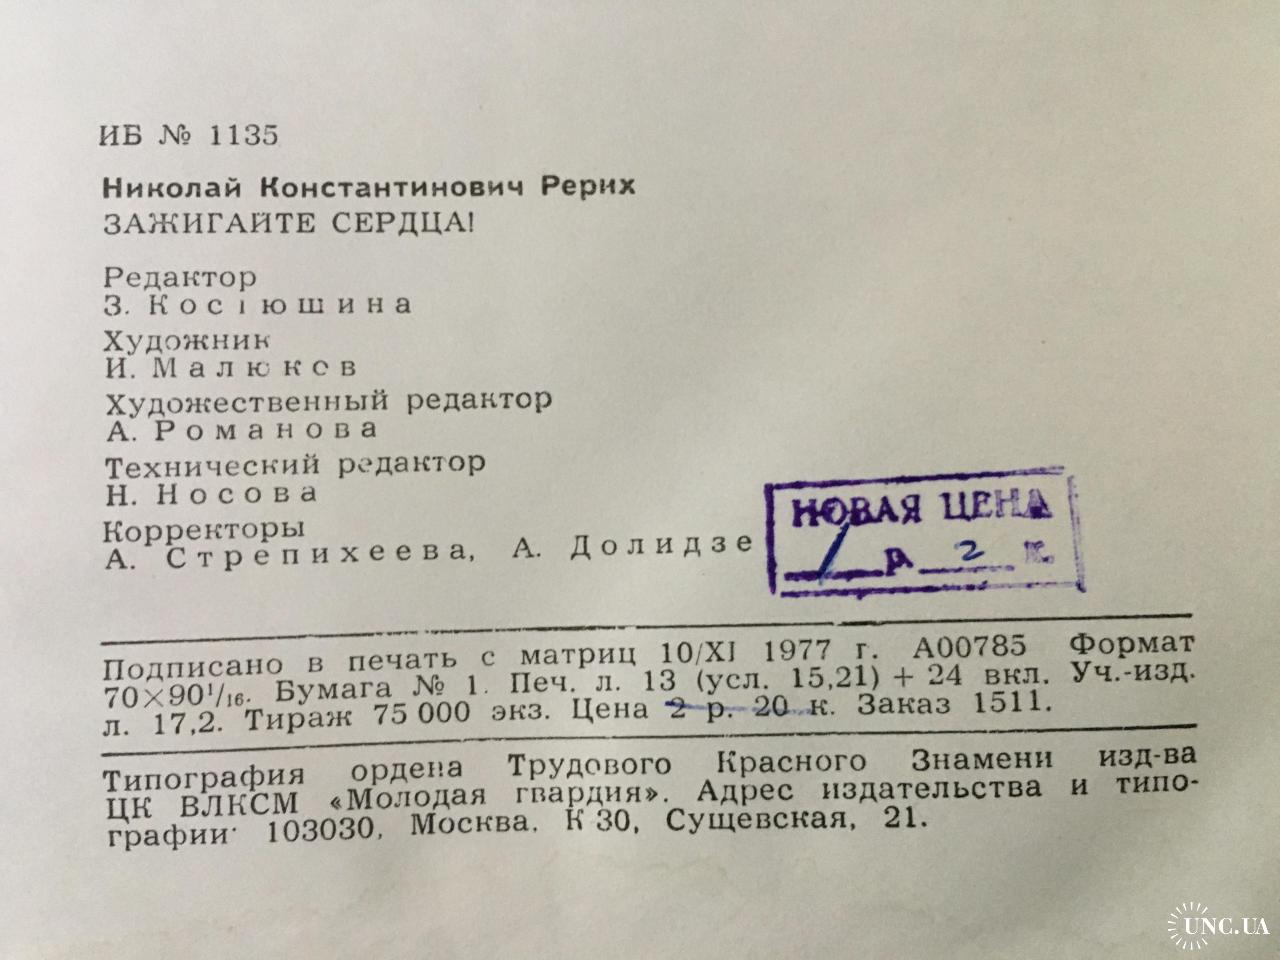 ИБ № 1135
Николай Константинович Рерих
ЗАЖИГАЙТЕ СЕРДЦА!
Редактор
З. Костюшина
Художник
И. Малюков
Художественный редактор
А. Романова
Технический редактор
Н. Носова
Корректоры
А. Стрепихеева, А. Долидзе
НОВАЯ ЦЕНА
1 р. 2 к.
Подписано в печать с матриц 10/XI 1977 г. А00785 Формат
70×90¹/₁₆. Бумага № 1. Печ. л. 13 (усл. 15,21) + 24 вкл. Уч.-изд.
л. 17,2. Тираж 75 000 экз. Цена 2 р. 20 к. Заказ 1511.
Типография ордена Трудового Красного Знамени изд-ва
ЦК ВЛКСМ «Молодая гвардия». Адрес издательства и типо-
графии: 103030, Москва, К-30, Сущевская, 21.
UNC.UA